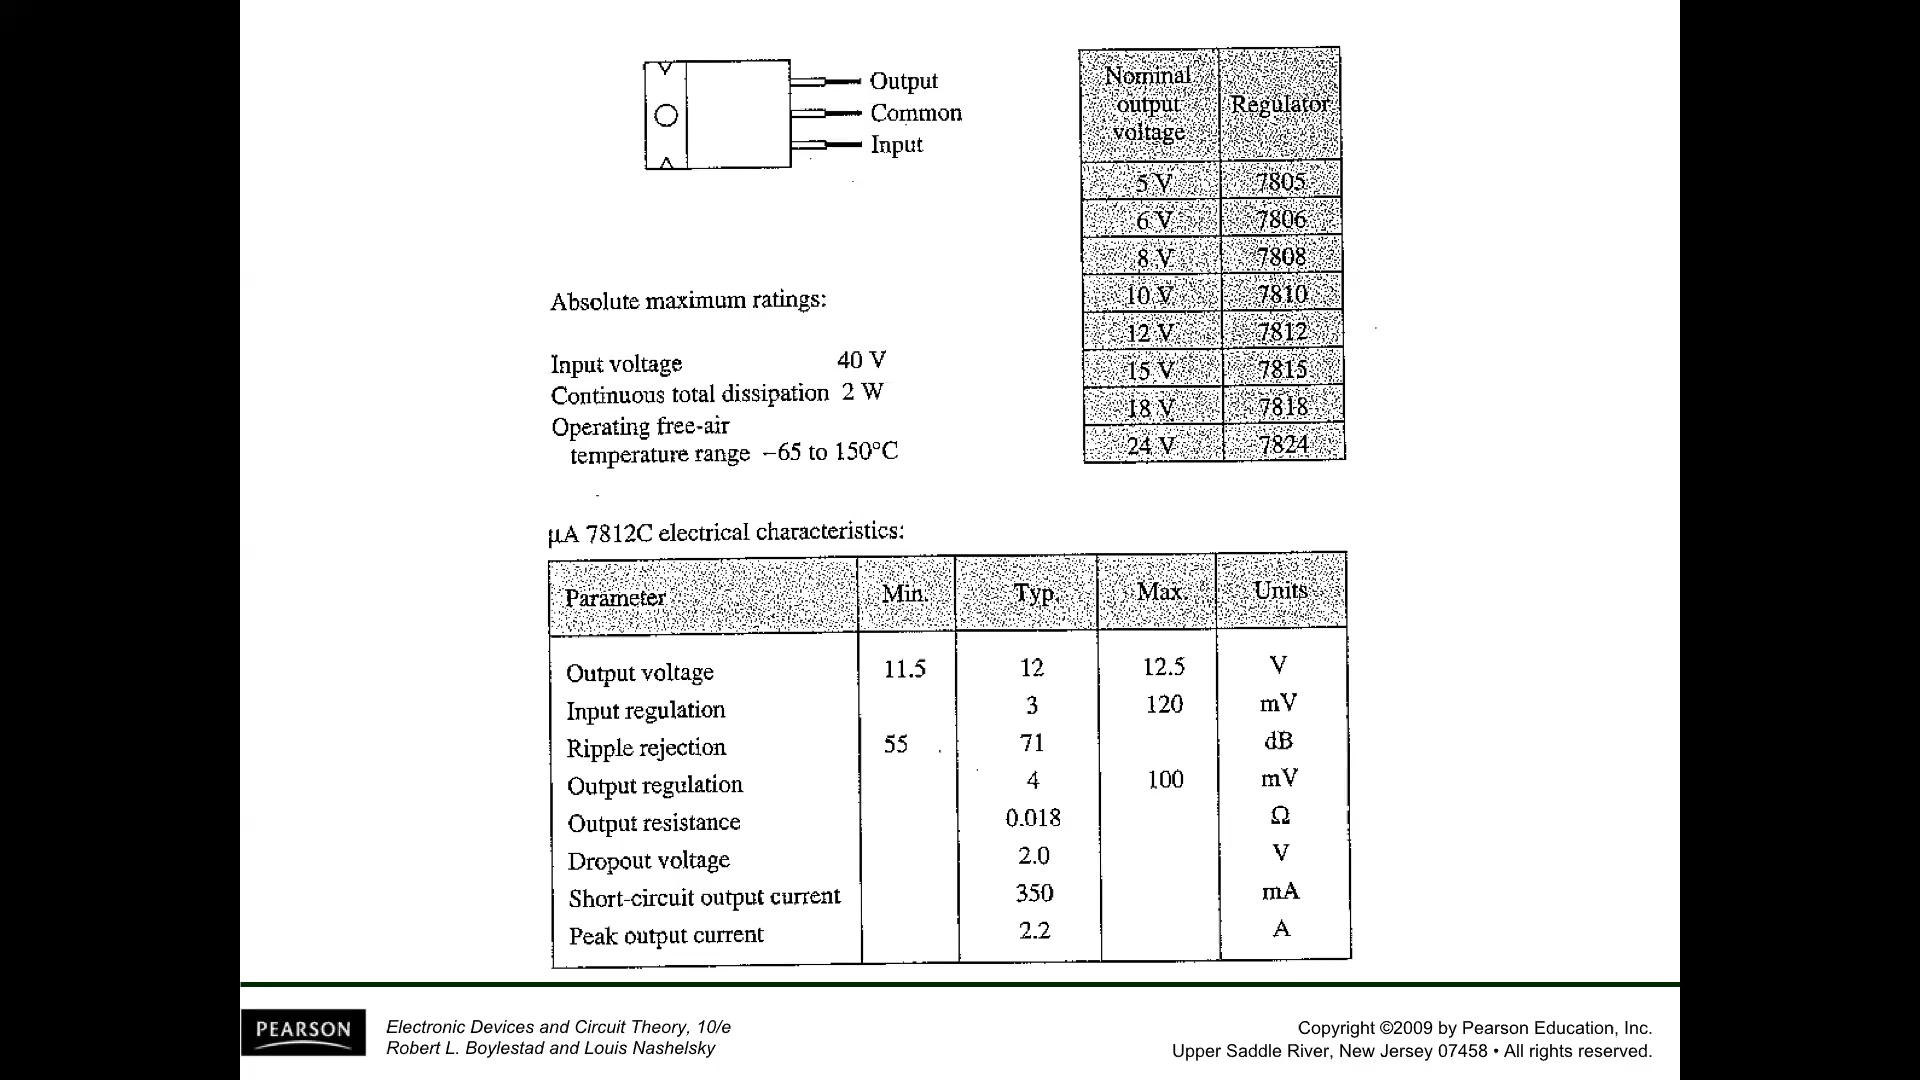 Output
Common
Input
Nominal output voltage Regulator
5 V 7805
6 V 7806
8 V 7808
10 V 7810
12 V 7812
15 V 7815
18 V 7818
24 V 7824
Absolute maximum ratings:
Input voltage 40 V
Continuous total dissipation 2 W
Operating free-air
temperature range −65 to 150°C
µA 7812C electrical characteristics:
Parameter Min. Typ. Max. Units
Output voltage 11.5 12 12.5 V
Input regulation 3 120 mV
Ripple rejection 55 71 dB
Output regulation 4 100 mV
Output resistance 0.018 Ω
Dropout voltage 2.0 V
Short-circuit output current 350 mA
Peak output current 2.2 A
PEARSON
Electronic Devices and Circuit Theory, 10/e
Robert L. Boylestad and Louis Nashelsky
Copyright ©2009 by Pearson Education, Inc.
Upper Saddle River, New Jersey 07458 • All rights reserved.